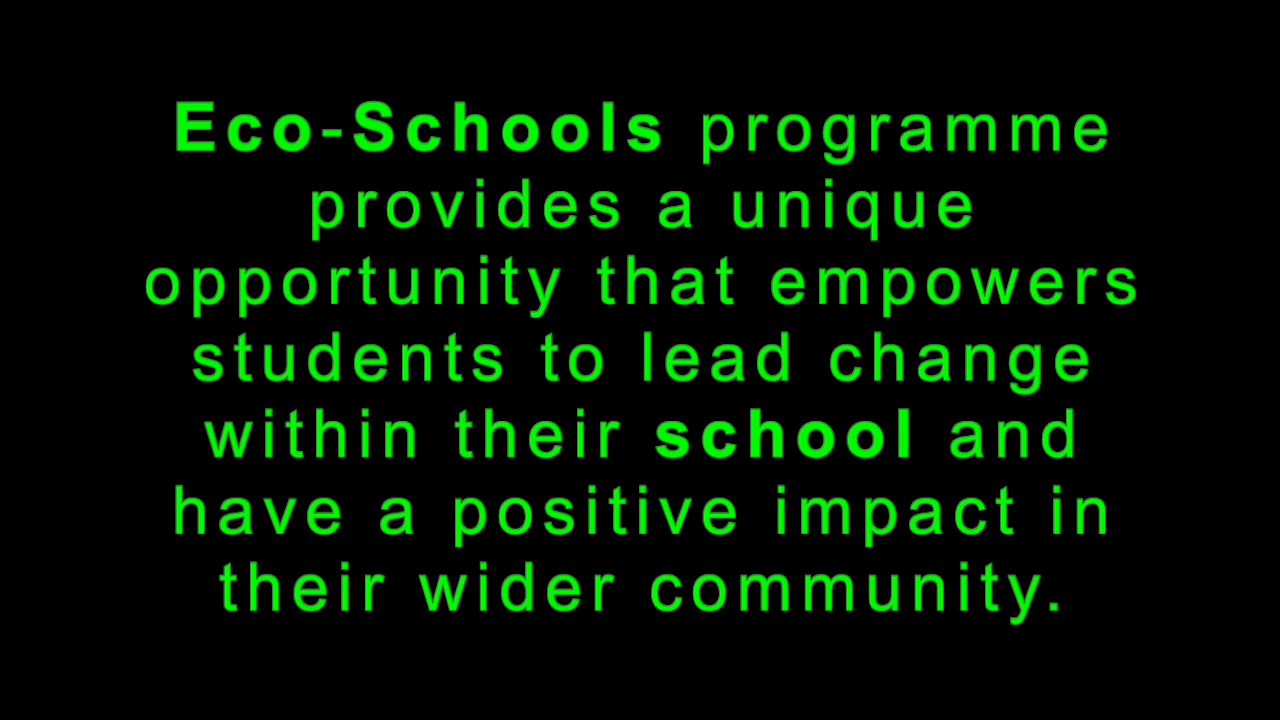 Eco-Schools programme
provides a unique
opportunity that empowers
students to lead change
within their school and
have a positive impact in
their wider community.